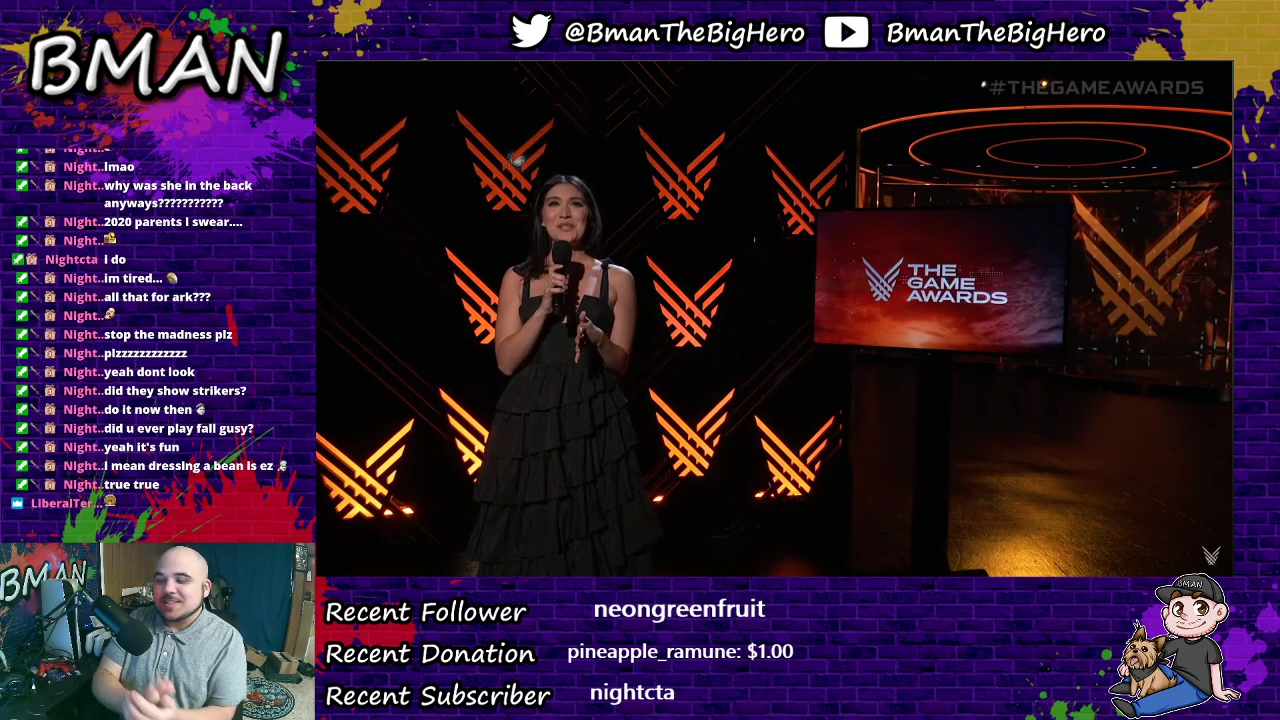 BMAN
@BmanTheBigHero
BmanTheBigHero
#THEGAMEAWARDS
Night..
Night..lmao
Night..why was she in the back
anyways???????????
Night..2020 parents I swear....
Night..
Nightcta i do
Night..im tired...
Night..all that for ark???
Night..
Night..stop the madness plz
Night..plzzzzzzzzzzzz
Night..yeah dont look
Night..did they show strikers?
Night..do it now then
Night..did u ever play fall gusy?
Night..yeah it's fun
Night..i mean dressing a bean is ez
Night..true true
LiberalTer...
THE
GAME
AWARDS
BMAN
Recent Follower neongreenfruit
Recent Donation pineapple_ramune: $1.00
Recent Subscriber nightcta
BMAN